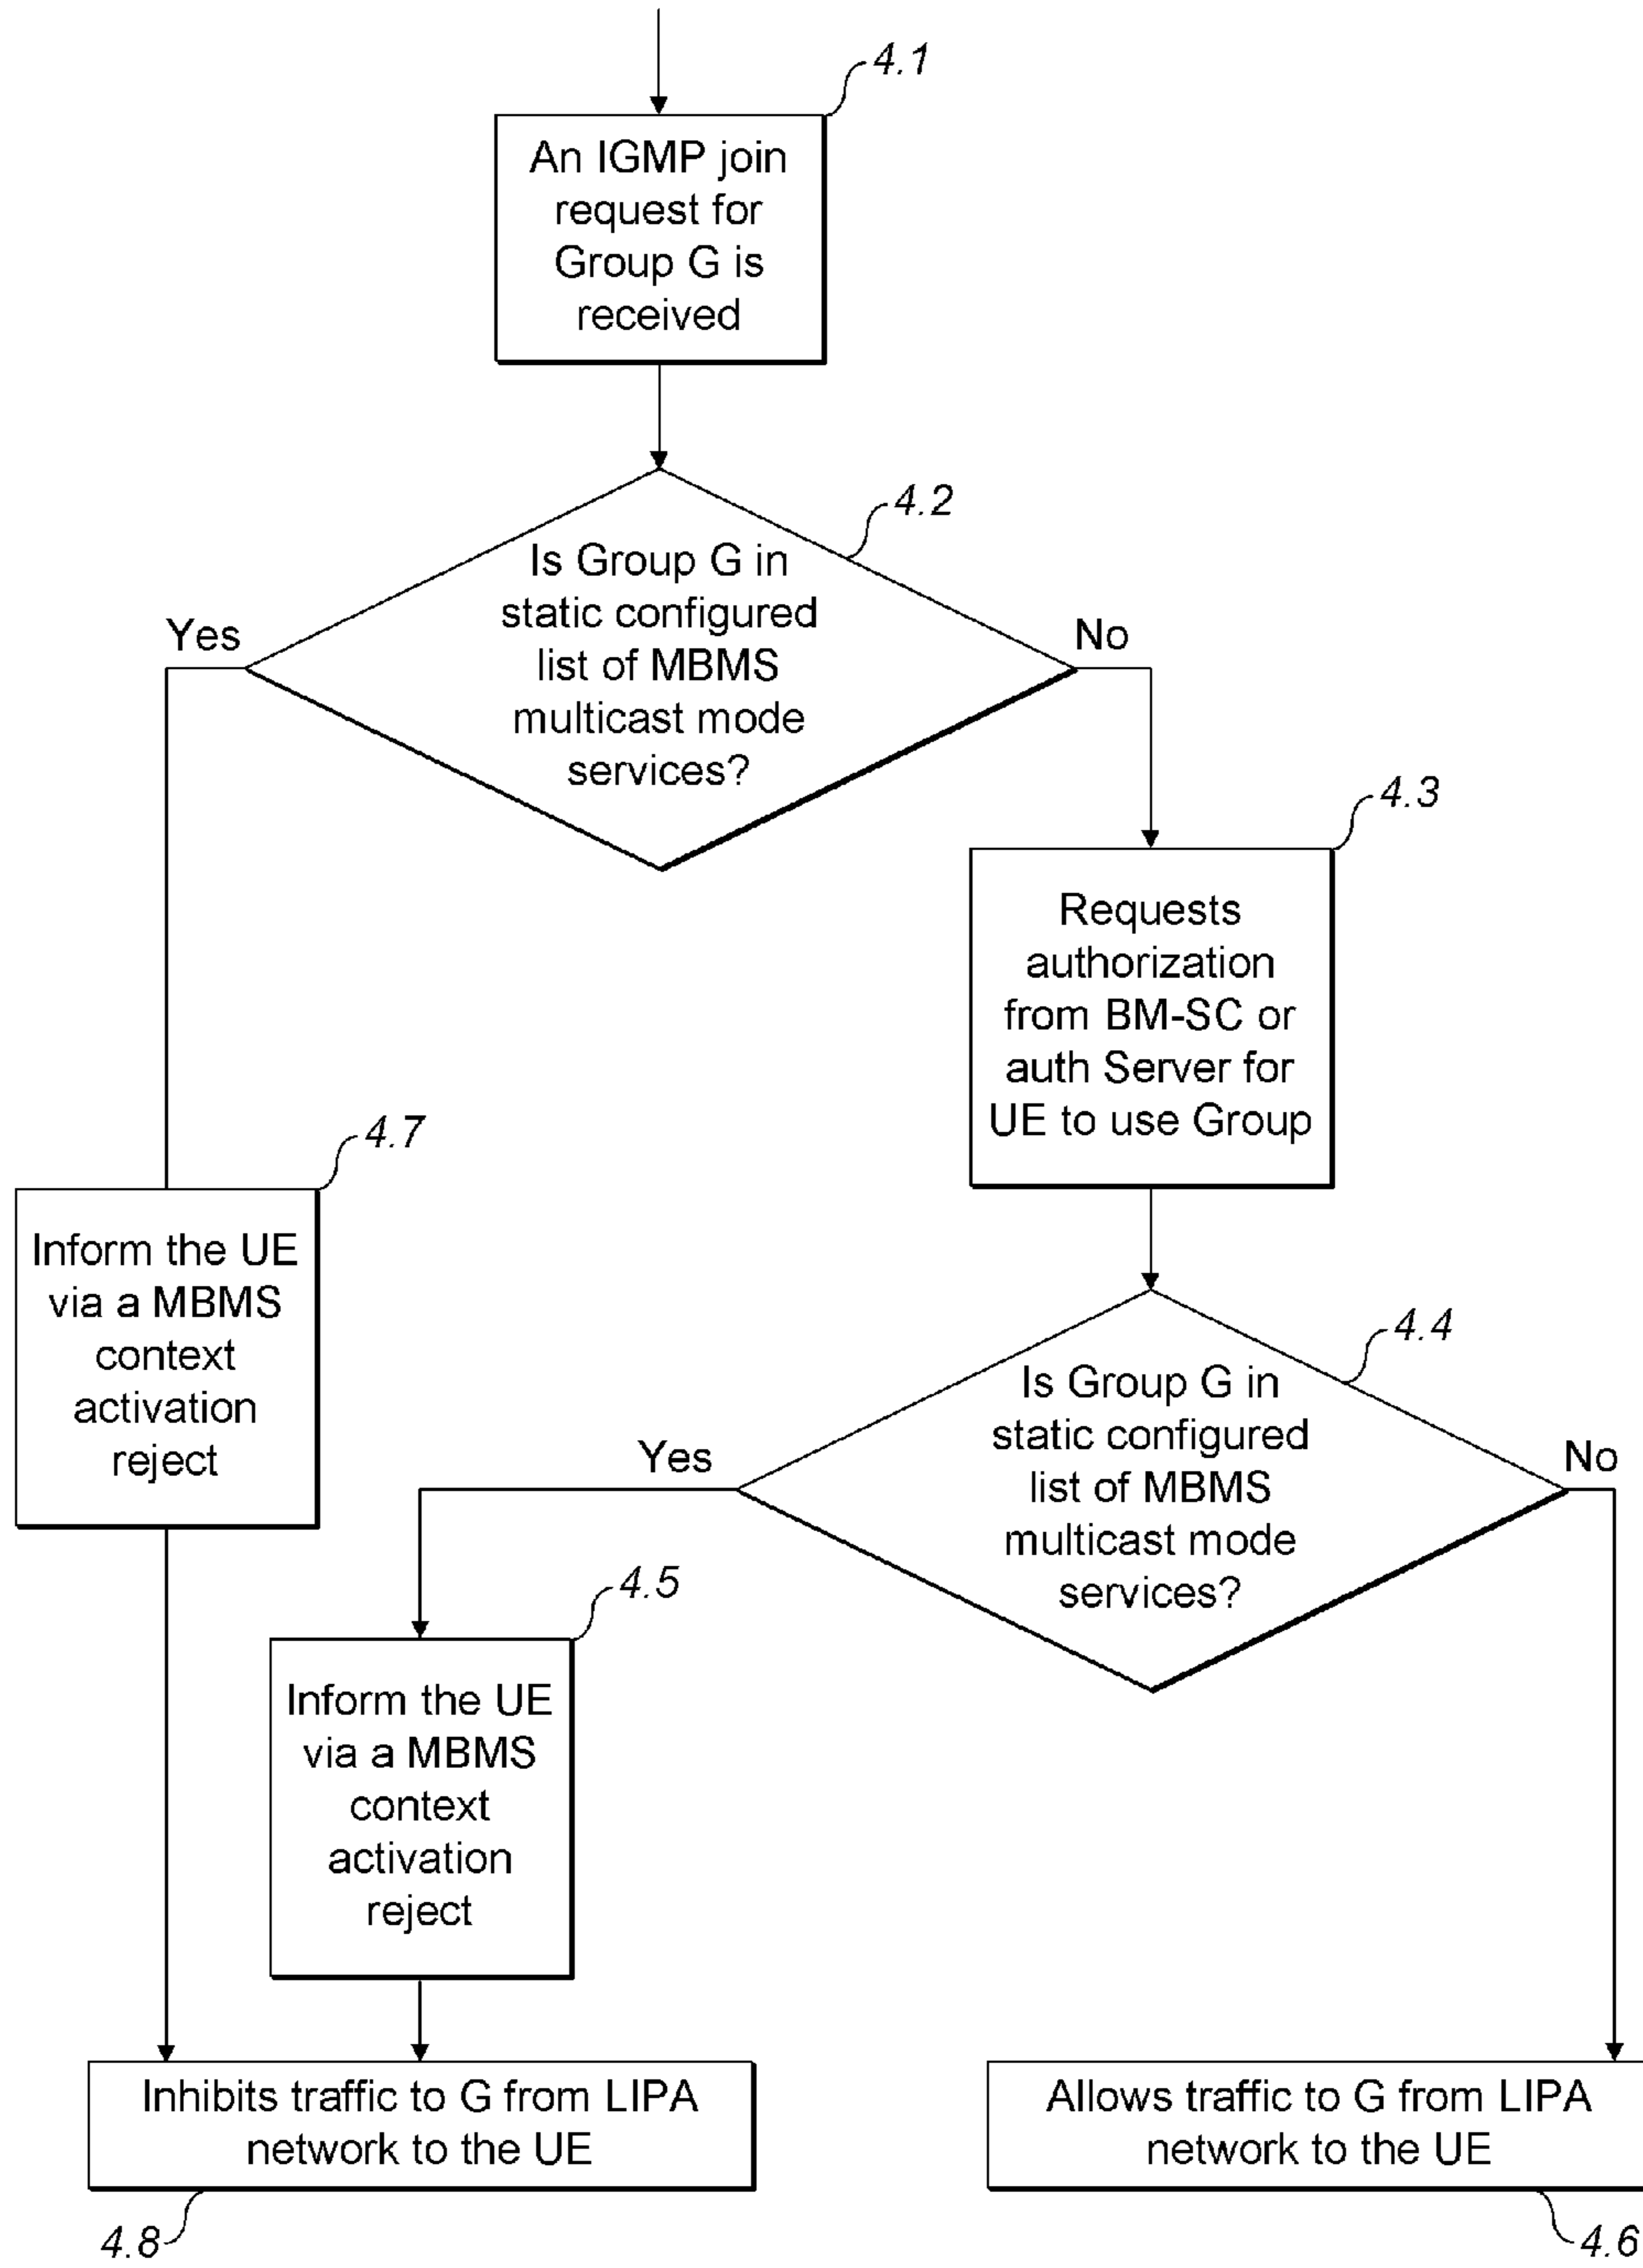 4.1
An IGMP join
request for
Group G is
received
4.2
Is Group G in
static configured
list of MBMS
multicast mode
services?
Yes
No
4.3
Requests
authorization
from BM-SC or
auth Server for
UE to use Group
4.7
Inform the UE
via a MBMS
context
activation
reject
4.4
Is Group G in
static configured
list of MBMS
multicast mode
services?
Yes
No
4.5
Inform the UE
via a MBMS
context
activation
reject
Inhibits traffic to G from LIPA
network to the UE
4.8
Allows traffic to G from LIPA
network to the UE
4.6